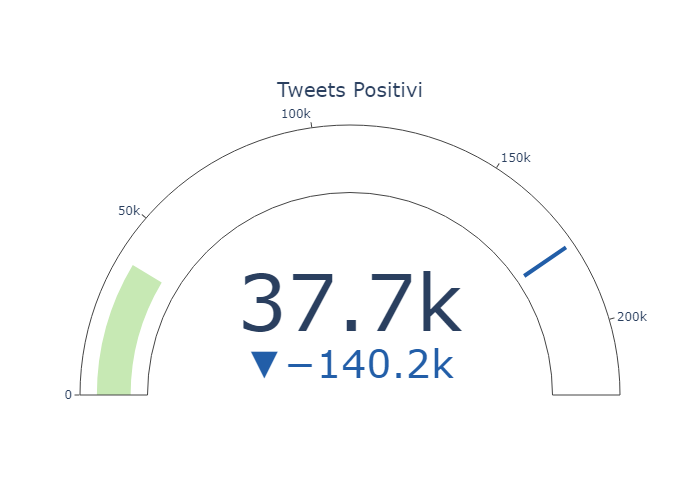 Tweets Positivi
100k
150k
50k
200k
0
37.7k
▼−140.2k